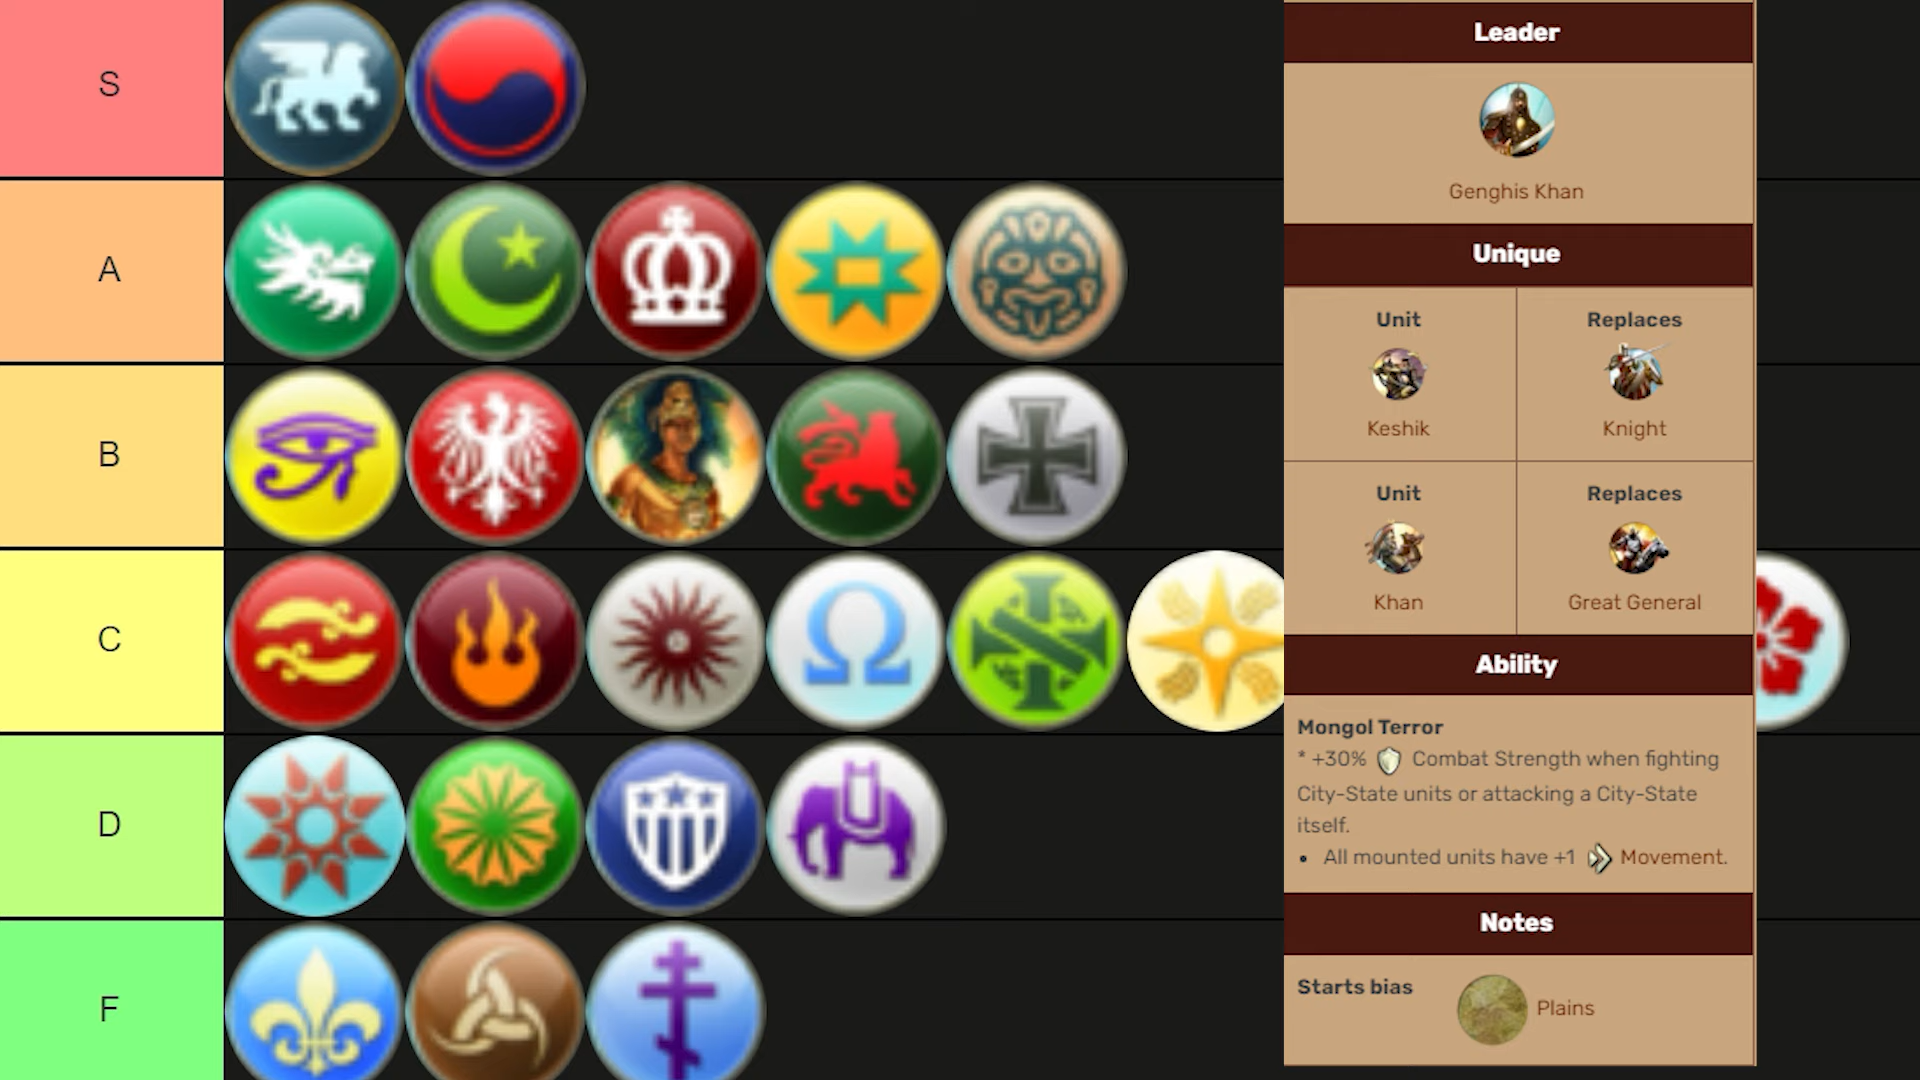 S
A
B
C
D
F
Leader
Genghis Khan
Unique
Unit
Replaces
Keshik
Knight
Unit
Replaces
Khan
Great General
Ability
Mongol Terror
* +30% Combat Strength when fighting
City-State units or attacking a City-State
itself.
• All mounted units have +1 Movement.
Notes
Starts bias
Plains